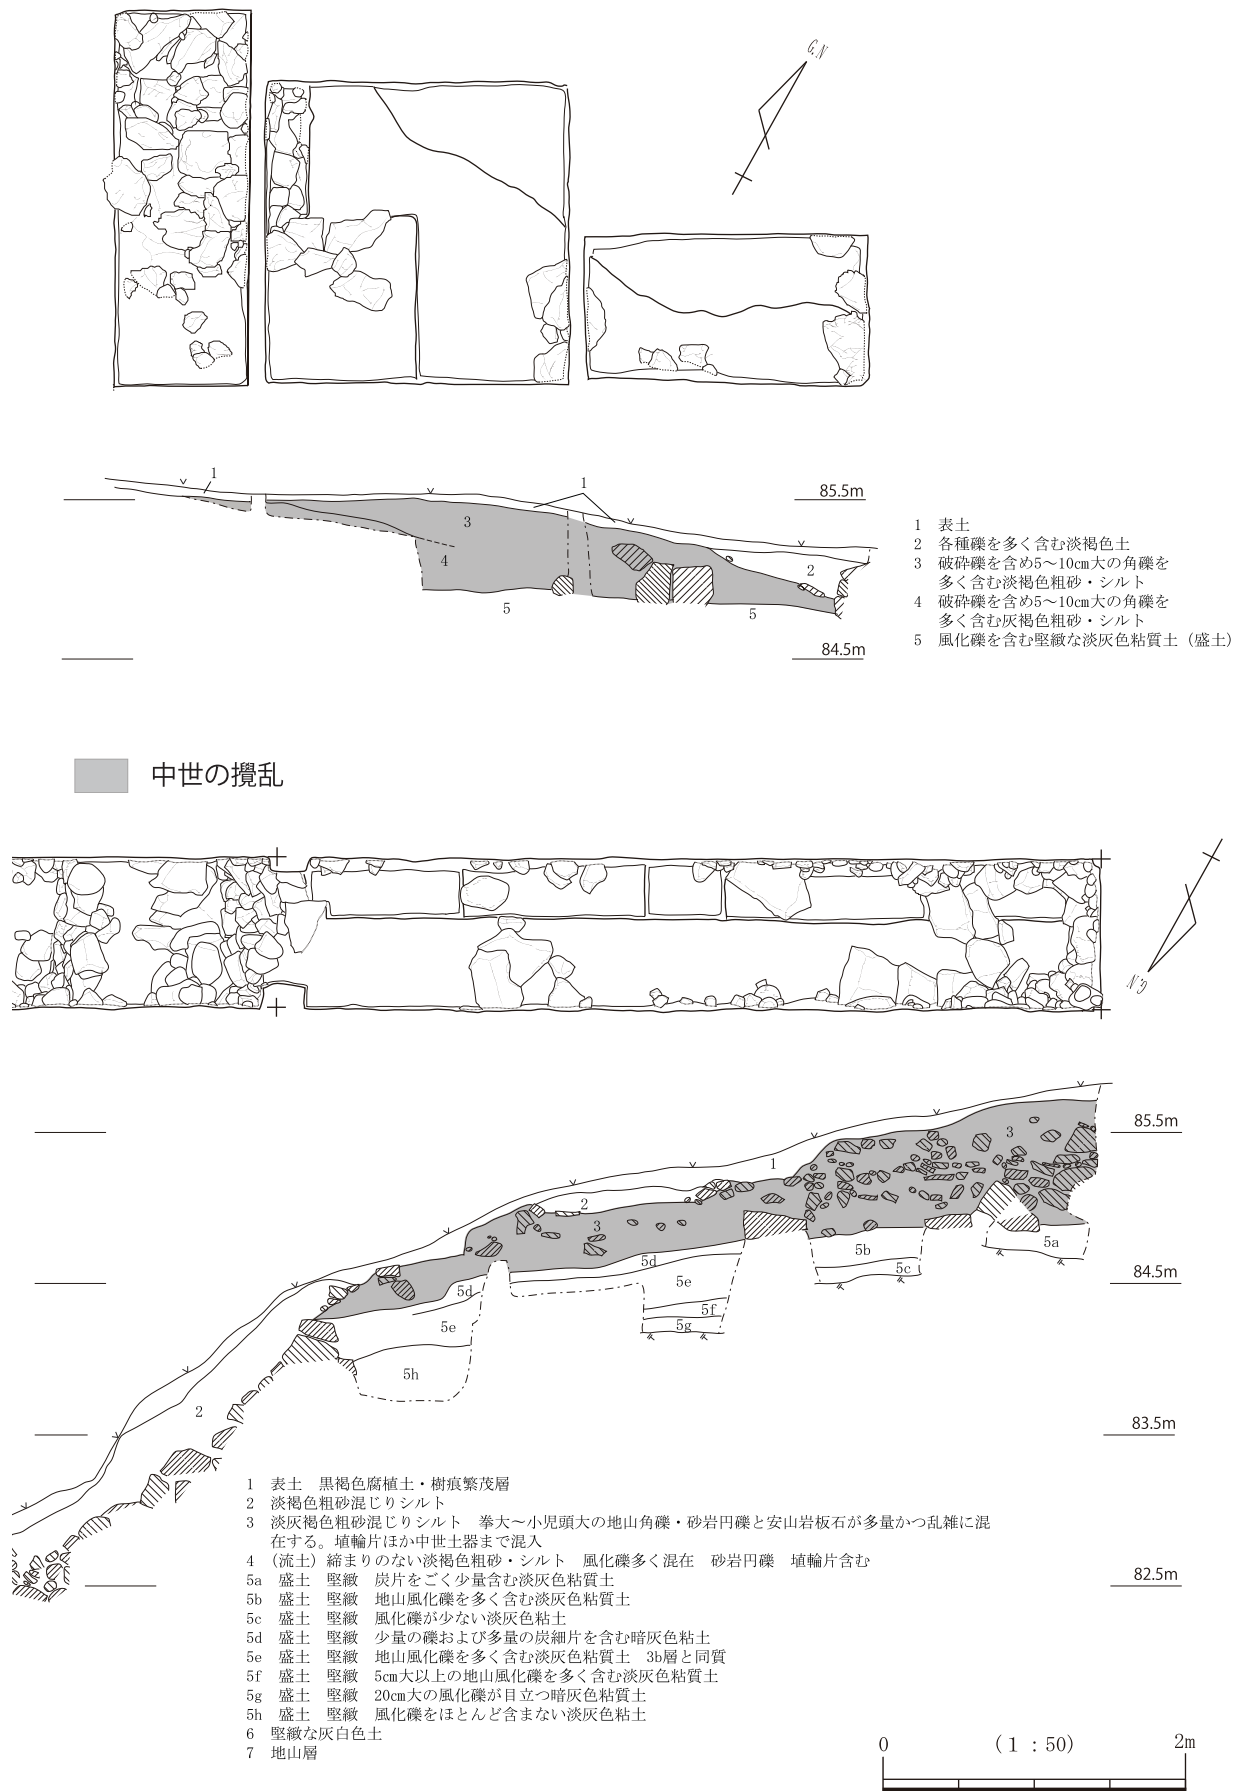 G.N
1
1
85.5m
3
2
4
5
5
84.5m
1 表土
2 各種礫を多く含む淡褐色土
3 破砕礫を含め5～10cm大の角礫を
多く含む淡褐色粗砂・シルト
4 破砕礫を含め5～10cm大の角礫を
多く含む灰褐色粗砂・シルト
5 風化礫を含む堅緻な淡灰色粘質土（盛土）
中世の攪乱
G.N
85.5m
3
1
2
3
5a
5b
5d
5c
84.5m
5e
5d
5f
5g
5e
5h
2
83.5m
1 表土 黒褐色腐植土・樹痕繁茂層
2 淡褐色粗砂混じりシルト
3 淡灰褐色粗砂混じりシルト 拳大～小児頭大の地山角礫・砂岩円礫と安山岩板石が多量かつ乱雑に混
在する。埴輪片ほか中世土器まで混入
4 （流土）締まりのない淡褐色粗砂・シルト 風化礫多く混在 砂岩円礫 埴輪片含む
5a 盛土 堅緻 炭片をごく少量含む淡灰色粘質土
82.5m
5b 盛土 堅緻 地山風化礫を多く含む淡灰色粘質土
5c 盛土 堅緻 風化礫が少ない淡灰色粘土
5d 盛土 堅緻 少量の礫および多量の炭細片を含む暗灰色粘土
5e 盛土 堅緻 地山風化礫を多く含む淡灰色粘質土 3b層と同質
5f 盛土 堅緻 5cm大以上の地山風化礫を多く含む淡灰色粘質土
5g 盛土 堅緻 20cm大の風化礫が目立つ暗灰色粘質土
5h 盛土 堅緻 風化礫をほとんど含まない淡灰色粘土
6 堅緻な灰白色土
7 地山層
0 （1：50） 2m